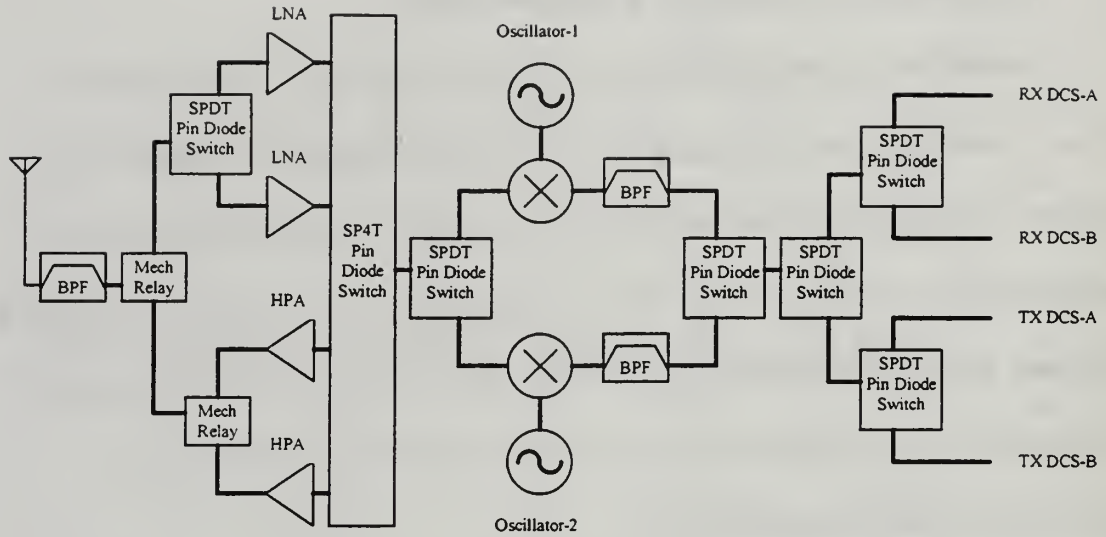 LNA
SPDT
Pin Diode
Switch
LNA
BPF
Mech
Relay
HPA
Mech
Relay
HPA
SP4T
Pin
Diode
Switch
SPDT
Pin Diode
Switch
Oscillator-1
BPF
BPF
Oscillator-2
SPDT
Pin Diode
Switch
SPDT
Pin Diode
Switch
SPDT
Pin Diode
Switch
RX DCS-A
RX DCS-B
SPDT
Pin Diode
Switch
TX DCS-A
TX DCS-B